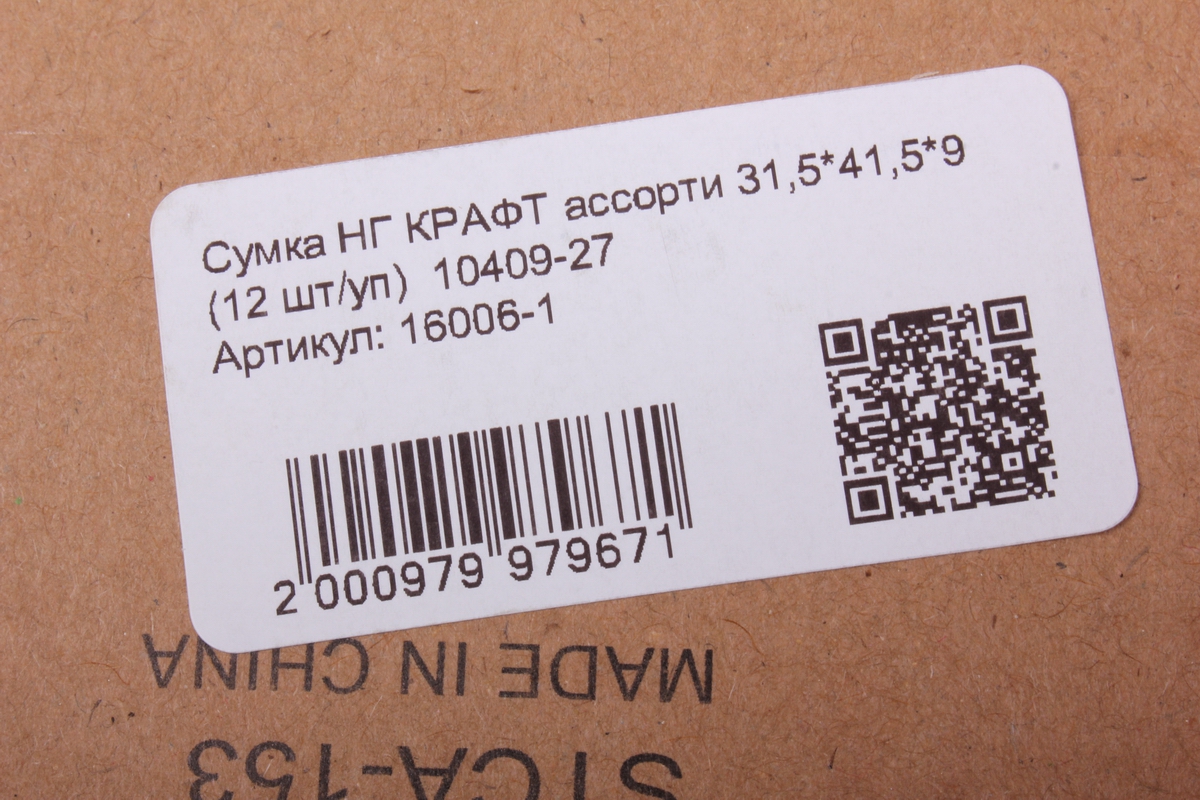 Сумка НГ КРАФТ ассорти 31,5*41,5*9
(12 шт/уп) 10409-27
Артикул: 16006-1
2 000979 979671
MADE IN CHINA
STCA-153